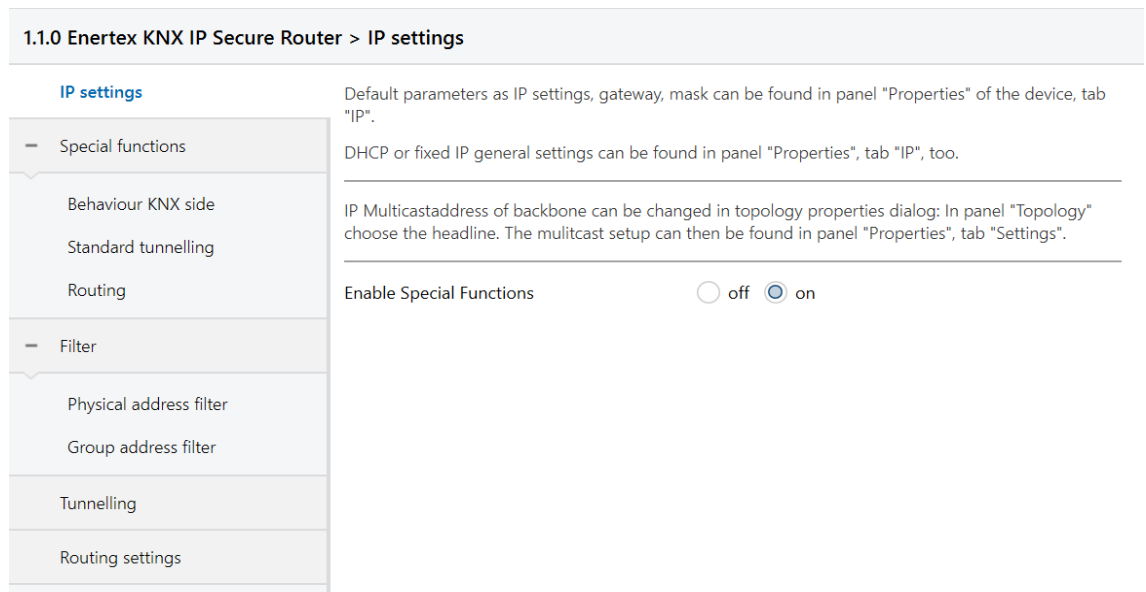 1.1.0 Enertex KNX IP Secure Router > IP settings
IP settings
Special functions
Behaviour KNX side
Standard tunnelling
Routing
Filter
Physical address filter
Group address filter
Tunnelling
Routing settings
Default parameters as IP settings, gateway, mask can be found in panel "Properties" of the device, tab
"IP".
DHCP or fixed IP general settings can be found in panel "Properties", tab "IP", too.
IP Multicastaddress of backbone can be changed in topology properties dialog: In panel "Topology"
choose the headline. The mulitcast setup can then be found in panel "Properties", tab "Settings".
Enable Special Functions off on